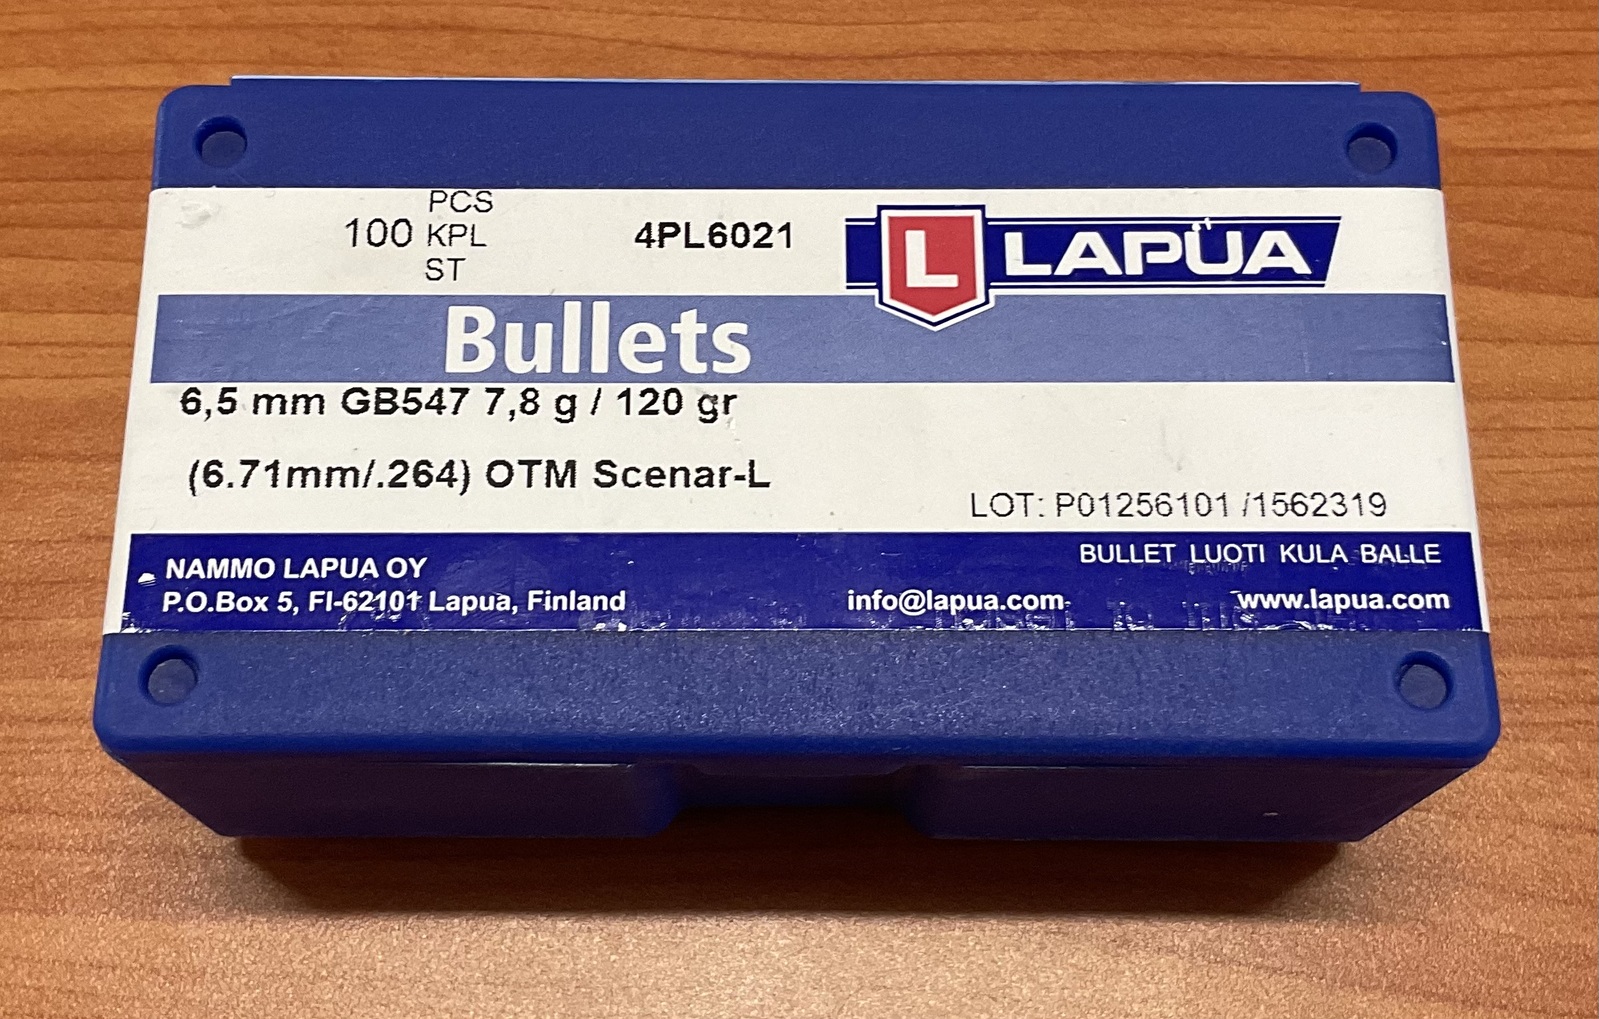 PCS
100 KPL
ST
4PL6021
L LAPUA
Bullets
6,5 mm GB547 7,8 g / 120 gr
(6.71mm/.264) OTM Scenar-L
LOT: P01256101 /1562319
NAMMO LAPUA OY
P.O.Box 5, FI-62101 Lapua, Finland
BULLET LUOTI KULA BALLE
info@lapua.com
www.lapua.com